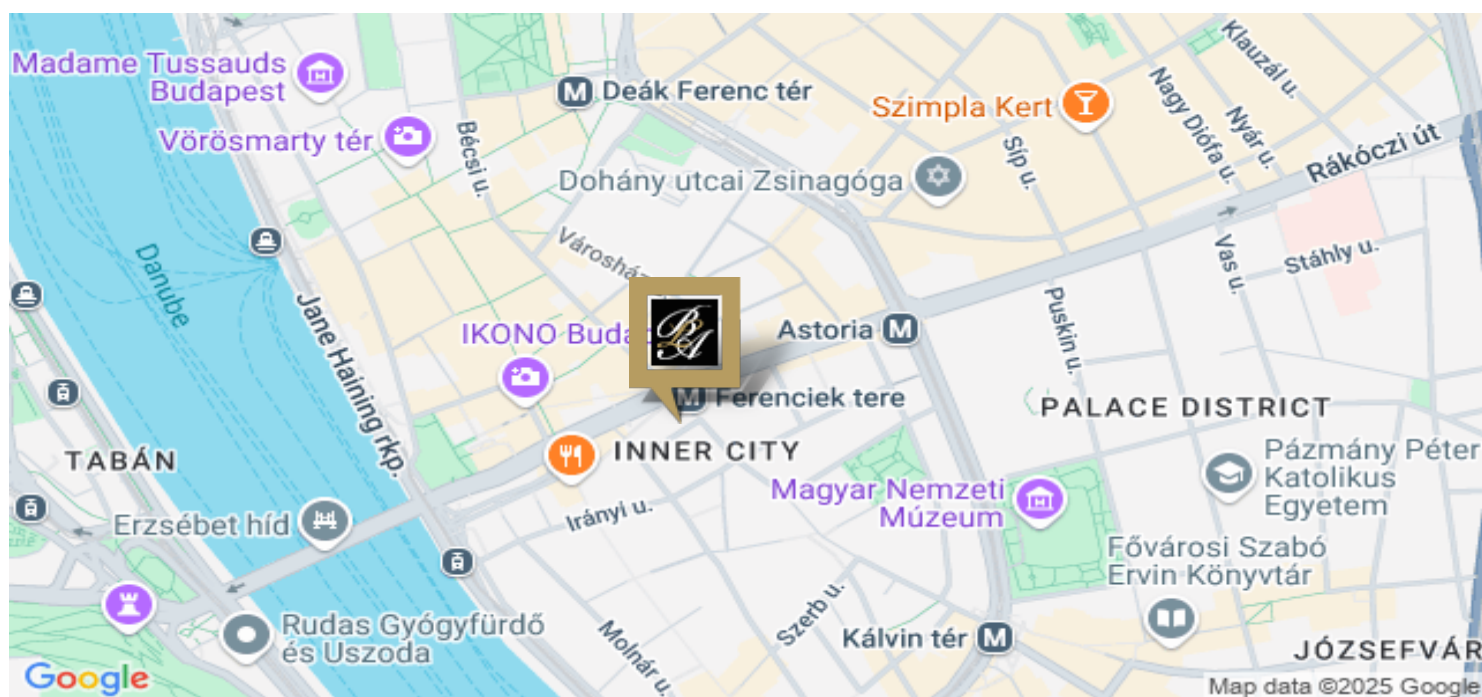 Madame Tussauds
Budapest
Vörösmarty tér
Bécsi u.
Deák Ferenc tér
Szimpla Kert
Klauzál u.
Nagy Diófa u.
Nyár u.
Rákóczi út
Síp u.
Dohány utcai Zsinagóga
Danube
Jane Haining rkp.
Vas u.
Stáhly u.
IKONO
Astoria
Puskin u.
Ferenciek tere
PALACE DISTRICT
TABÁN
INNER CITY
Pázmány Péter
Katolikus
Egyetem
Magyar Nemzeti
Múzeum
Irányi u.
Erzsébet híd
Fővárosi Szabó
Ervin Könyvtár
Rudas Gyógyfürdő
és Uszoda
Molnár u.
Szerb u.
Kálvin tér
JÓZSEFVÁR
Google
Map data ©2025 Google